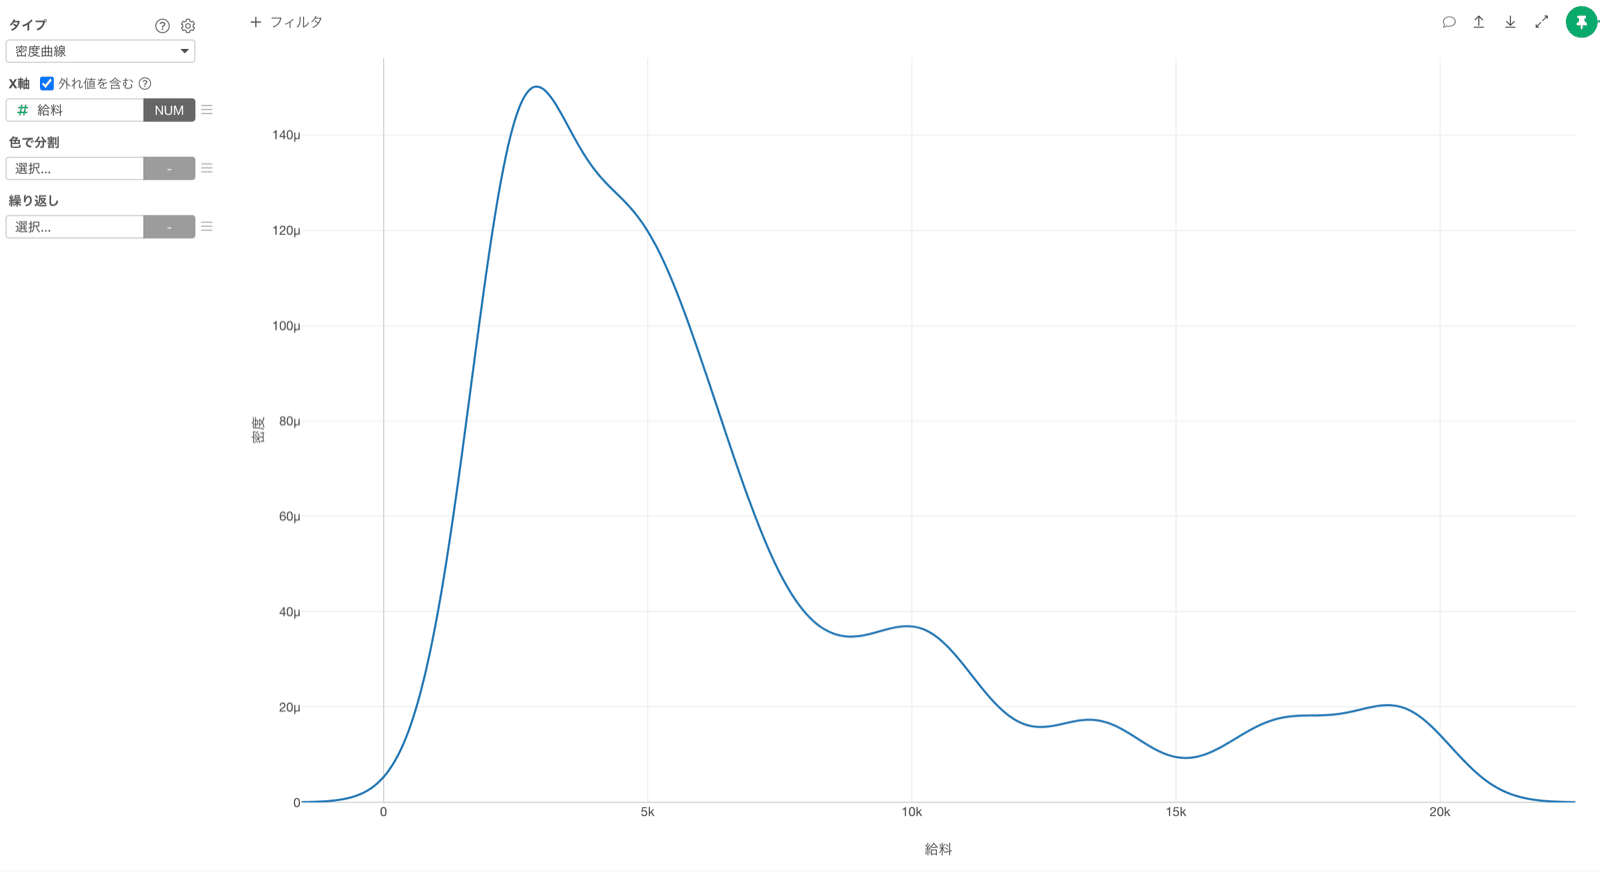 タイプ
密度曲線
X軸 外れ値を含む
# 給料 NUM
色で分割
選択... -
繰り返し
選択... -
+ フィルタ
密度
140μ
120μ
100μ
80μ
60μ
40μ
20μ
0
0 5k 10k 15k 20k
給料